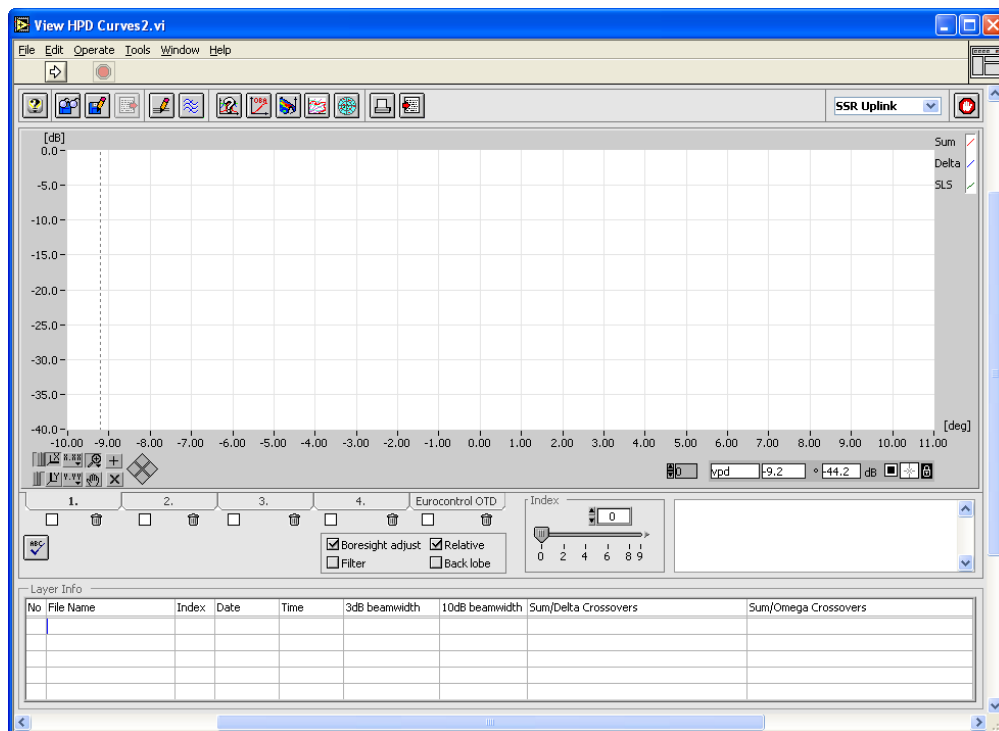 View HPD Curves2.vi
File Edit Operate Tools Window Help
SSR Uplink
[dB]
0.0
-5.0
-10.0
-15.0
-20.0
-25.0
-30.0
-35.0
-40.0
Sum
Delta
SLS
[deg]
-10.00 -9.00 -8.00 -7.00 -6.00 -5.00 -4.00 -3.00 -2.00 -1.00 0.00 1.00 2.00 3.00 4.00 5.00 6.00 7.00 8.00 9.00 10.00 11.00
0 vpd -9.2 ° -44.2 dB
1. 2. 3. 4. Eurocontrol OTD
Index
0
0 2 4 6 8 9
ABC
Boresight adjust Relative
Filter Back lobe
Layer Info
No File Name Index Date Time 3dB beamwidth 10dB beamwidth Sum/Delta Crossovers Sum/Omega Crossovers